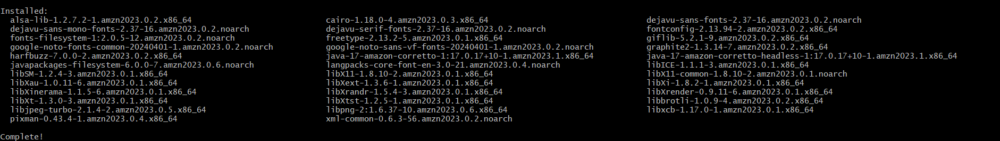 Installed:
alsa-lib-1.2.7.2-1.amzn2023.0.2.x86_64 cairo-1.18.0-4.amzn2023.0.3.x86_64 dejavu-sans-fonts-2.37-16.amzn2023.0.2.noarch
dejavu-sans-mono-fonts-2.37-16.amzn2023.0.2.noarch dejavu-serif-fonts-2.37-16.amzn2023.0.2.noarch fontconfig-2.13.94-2.amzn2023.0.2.x86_64
fonts-filesystem-1:2.0.5-12.amzn2023.0.2.noarch freetype-2.13.2-5.amzn2023.0.1.x86_64 giflib-5.2.1-9.amzn2023.0.2.x86_64
google-noto-fonts-common-20240401-1.amzn2023.0.2.noarch google-noto-sans-vf-fonts-20240401-1.amzn2023.0.2.noarch graphite2-1.3.14-7.amzn2023.0.2.x86_64
harfbuzz-7.0.0-2.amzn2023.0.2.x86_64 java-17-amazon-corretto-1:17.0.17+10-1.amzn2023.1.x86_64 java-17-amazon-corretto-headless-1:17.0.17+10-1.amzn2023.1.x86_64
javapackages-filesystem-6.0.0-7.amzn2023.0.6.noarch langpacks-core-font-en-3.0-21.amzn2023.0.4.noarch libICE-1.1.1-3.amzn2023.0.1.x86_64
libSM-1.2.4-3.amzn2023.0.1.x86_64 libX11-1.8.10-2.amzn2023.0.1.x86_64 libX11-common-1.8.10-2.amzn2023.0.1.noarch
libXau-1.0.11-6.amzn2023.0.1.x86_64 libXext-1.3.6-1.amzn2023.0.1.x86_64 libXi-1.8.2-1.amzn2023.0.1.x86_64
libXinerama-1.1.5-6.amzn2023.0.1.x86_64 libXrandr-1.5.4-3.amzn2023.0.1.x86_64 libXrender-0.9.11-6.amzn2023.0.1.x86_64
libXt-1.3.0-3.amzn2023.0.1.x86_64 libXtst-1.2.5-1.amzn2023.0.1.x86_64 libbrotli-1.0.9-4.amzn2023.0.2.x86_64
libjpeg-turbo-2.1.4-2.amzn2023.0.5.x86_64 libpng-2:1.6.37-10.amzn2023.0.6.x86_64 libxcb-1.17.0-1.amzn2023.0.1.x86_64
pixman-0.43.4-1.amzn2023.0.4.x86_64 xml-common-0.6.3-56.amzn2023.0.2.noarch
Complete!